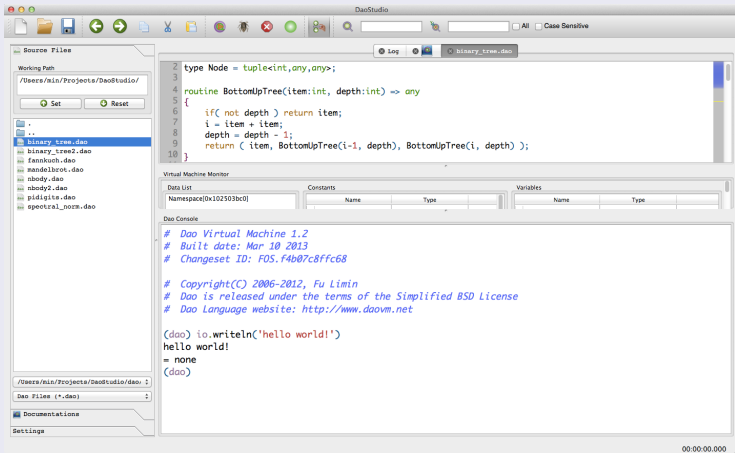 DaoStudio
All
Case Sensitive
Source Files
Working Path
/Users/min/Projects/DaoStudio/
Set
Reset
.
..
binary_tree.dao
binary_tree2.dao
fannkuch.dao
mandelbrot.dao
nbody.dao
nbody2.dao
pidigits.dao
spectral_norm.dao
/Users/min/Projects/DaoStudio/dao
Dao Files (*.dao)
Documentations
Settings
Log
binary_tree.dao
2 type Node = tuple<int,any,any>;
3
4 routine BottomUpTree(item:int, depth:int) => any
5 {
6 if( not depth ) return item;
7 i = item + item;
8 depth = depth - 1;
9 return ( item, BottomUpTree(i-1, depth), BottomUpTree(i, depth) );
10 }
Virtual Machine Monitor
Data List
Constants
Variables
Namespace[0x102503bc0]
Name Type
Name Type
Dao Console
# Dao Virtual Machine 1.2
# Built date: Mar 10 2013
# Changeset ID: FOS.f4b07c8ffc68
# Copyright(C) 2006-2012, Fu Limin
# Dao is released under the terms of the Simplified BSD License
# Dao Language website: http://www.daovm.net
(dao) io.writeln('hello world!')
hello world!
= none
(dao)
00:00:00.000